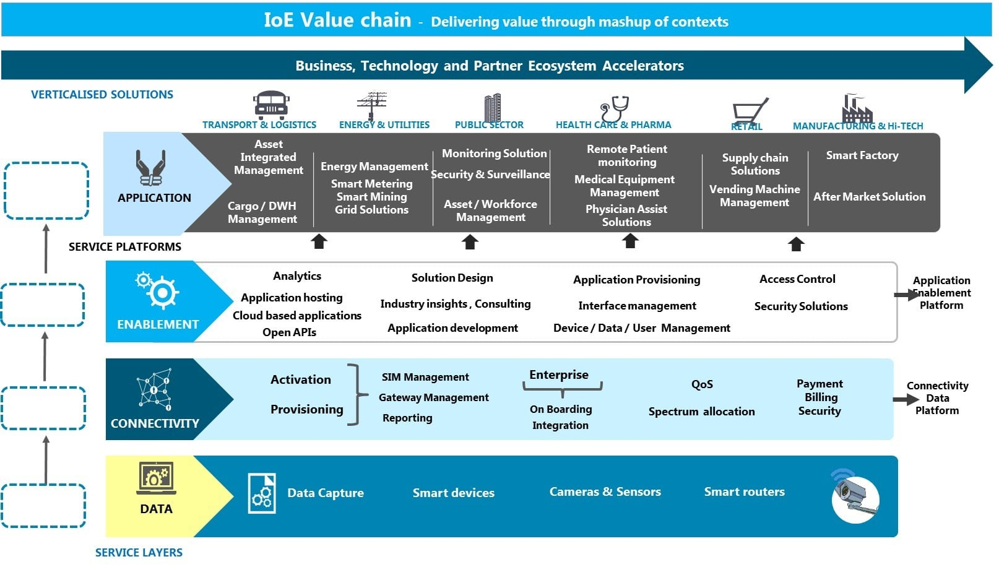 IoE Value chain - Delivering value through mashup of contexts
Business, Technology and Partner Ecosystem Accelerators
VERTICALISED SOLUTIONS
TRANSPORT & LOGISTICS
ENERGY & UTILITIES
PUBLIC SECTOR
HEALTH CARE & PHARMA
RETAIL
MANUFACTURING & Hi-TECH
APPLICATION
Asset
Integrated
Management
Cargo / DWH
Management
Energy Management
Smart Metering
Smart Mining
Grid Solutions
Monitoring Solution
Security & Surveillance
Asset / Workforce
Management
Remote Patient
monitoring
Medical Equipment
Management
Physician Assist
Solutions
Supply chain
Solutions
Vending Machine
Management
Smart Factory
After Market Solution
SERVICE PLATFORMS
ENABLEMENT
Analytics
Application hosting
Cloud based applications
Open APIs
Solution Design
Industry insights , Consulting
Application development
Application Provisioning
Interface management
Device / Data / User Management
Access Control
Security Solutions
Application
Enablement
Platform
CONNECTIVITY
Activation
Provisioning
SIM Management
Gateway Management
Reporting
Enterprise
On Boarding
Integration
QoS
Spectrum allocation
Payment
Billing
Security
Connectivity
Data
Platform
DATA
Data Capture
Smart devices
Cameras & Sensors
Smart routers
SERVICE LAYERS